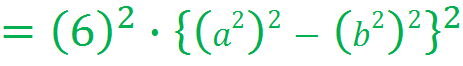 = (6)² · {(a²)² − (b²)²}²